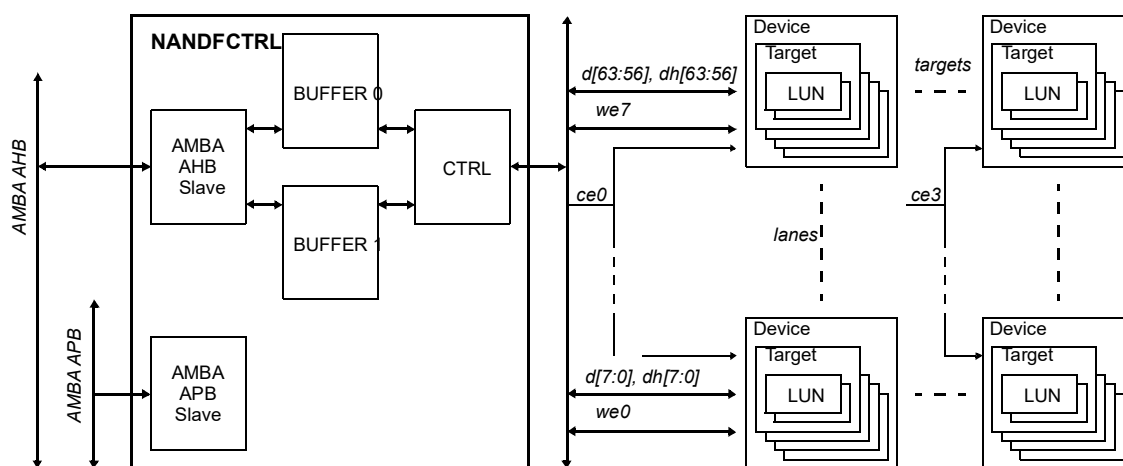 NANDFCTRL
BUFFER 0
AMBA
AHB
Slave
CTRL
BUFFER 1
AMBA
APB
Slave
AMBA AHB
AMBA APB
d[63:56], dh[63:56]
we7
ce0
Device
Target
LUN
targets
Device
Target
LUN
ce3
lanes
d[7:0], dh[7:0]
we0
Device
Target
LUN
Device
Target
LUN